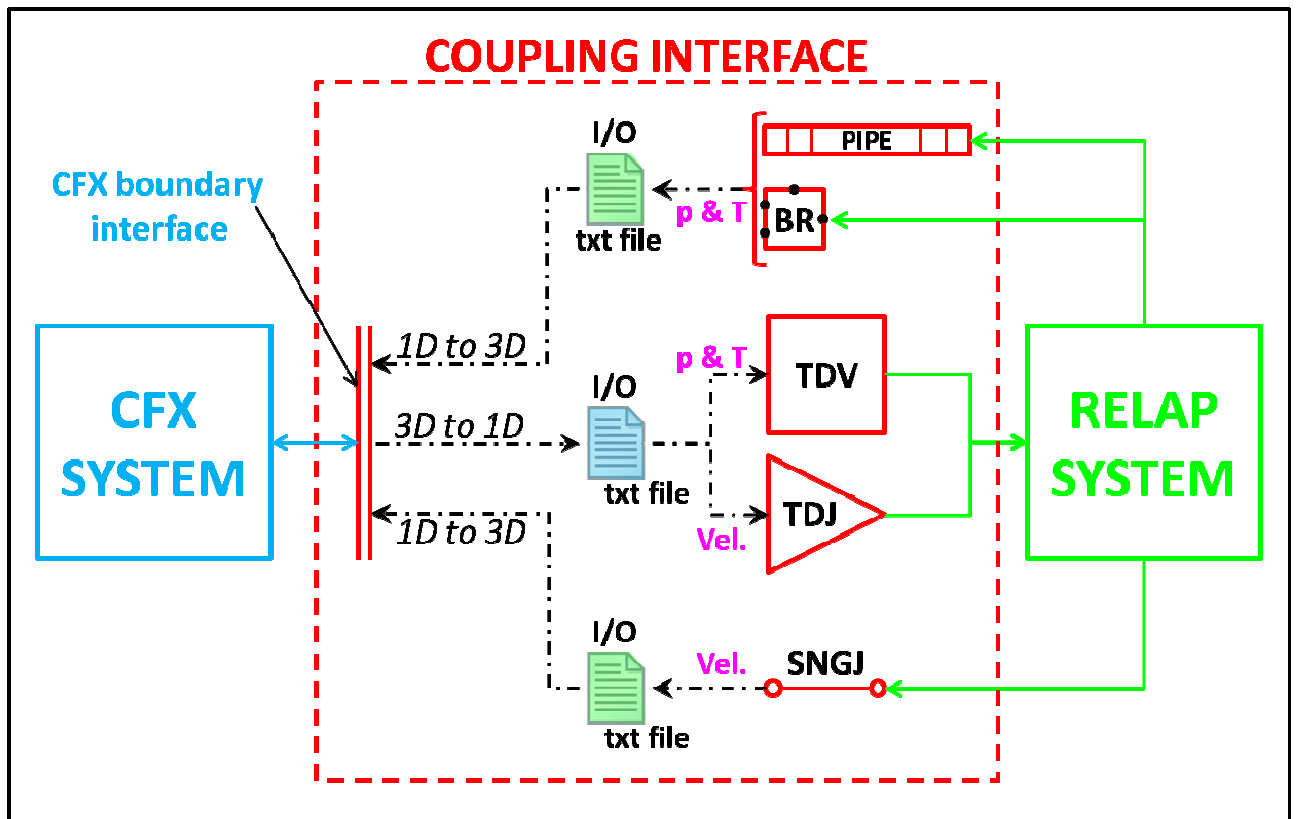 COUPLING INTERFACE
I/O
PIPE
CFX boundary
interface
p & T
BR
txt file
1D to 3D
p & T
TDV
I/O
CFX
SYSTEM
3D to 1D
RELAP
SYSTEM
txt file
TDJ
1D to 3D
Vel.
I/O
Vel.
SNGJ
txt file